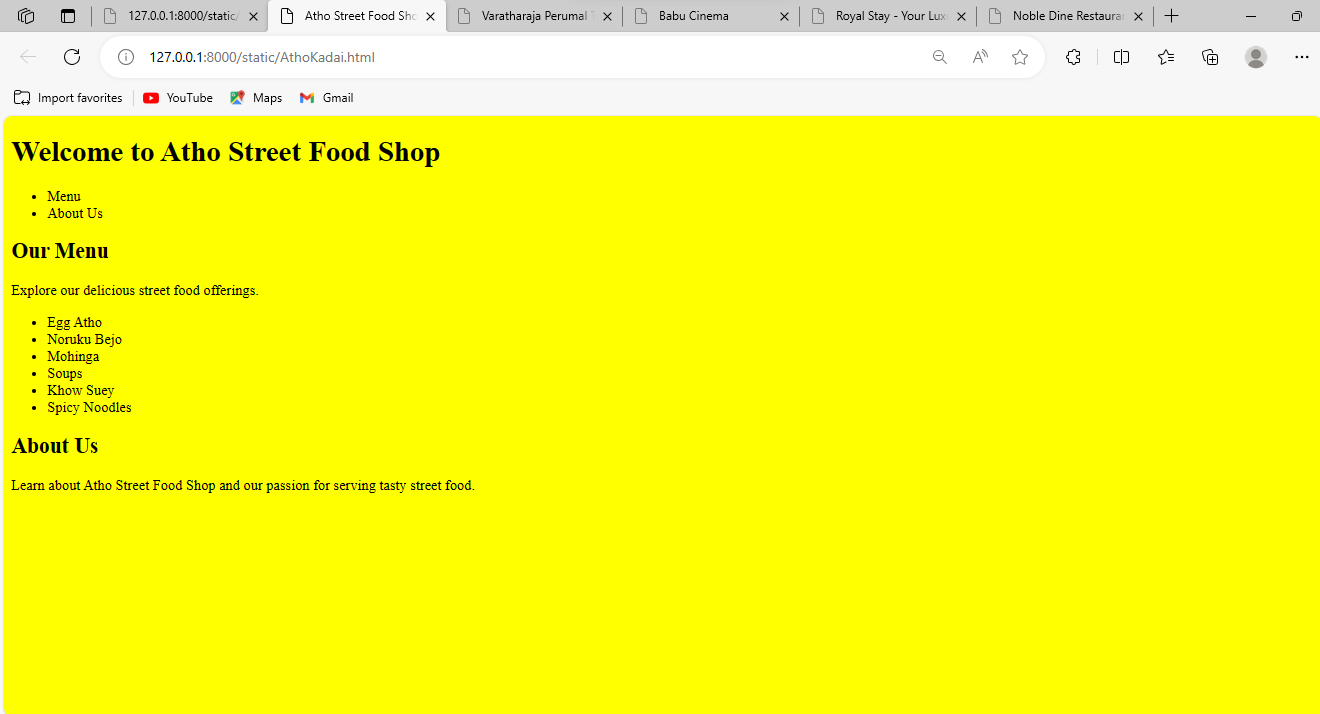 127.0.0.1:8000/static/
Atho Street Food Sho
Varatharaja Perumal T
Babu Cinema
Royal Stay - Your Lux
Noble Dine Restauran
127.0.0.1:8000/static/AthoKadai.html
Import favorites
YouTube
Maps
Gmail
Welcome to Atho Street Food Shop
Menu
About Us
Our Menu
Explore our delicious street food offerings.
Egg Atho
Noruku Bejo
Mohinga
Soups
Khow Suey
Spicy Noodles
About Us
Learn about Atho Street Food Shop and our passion for serving tasty street food.